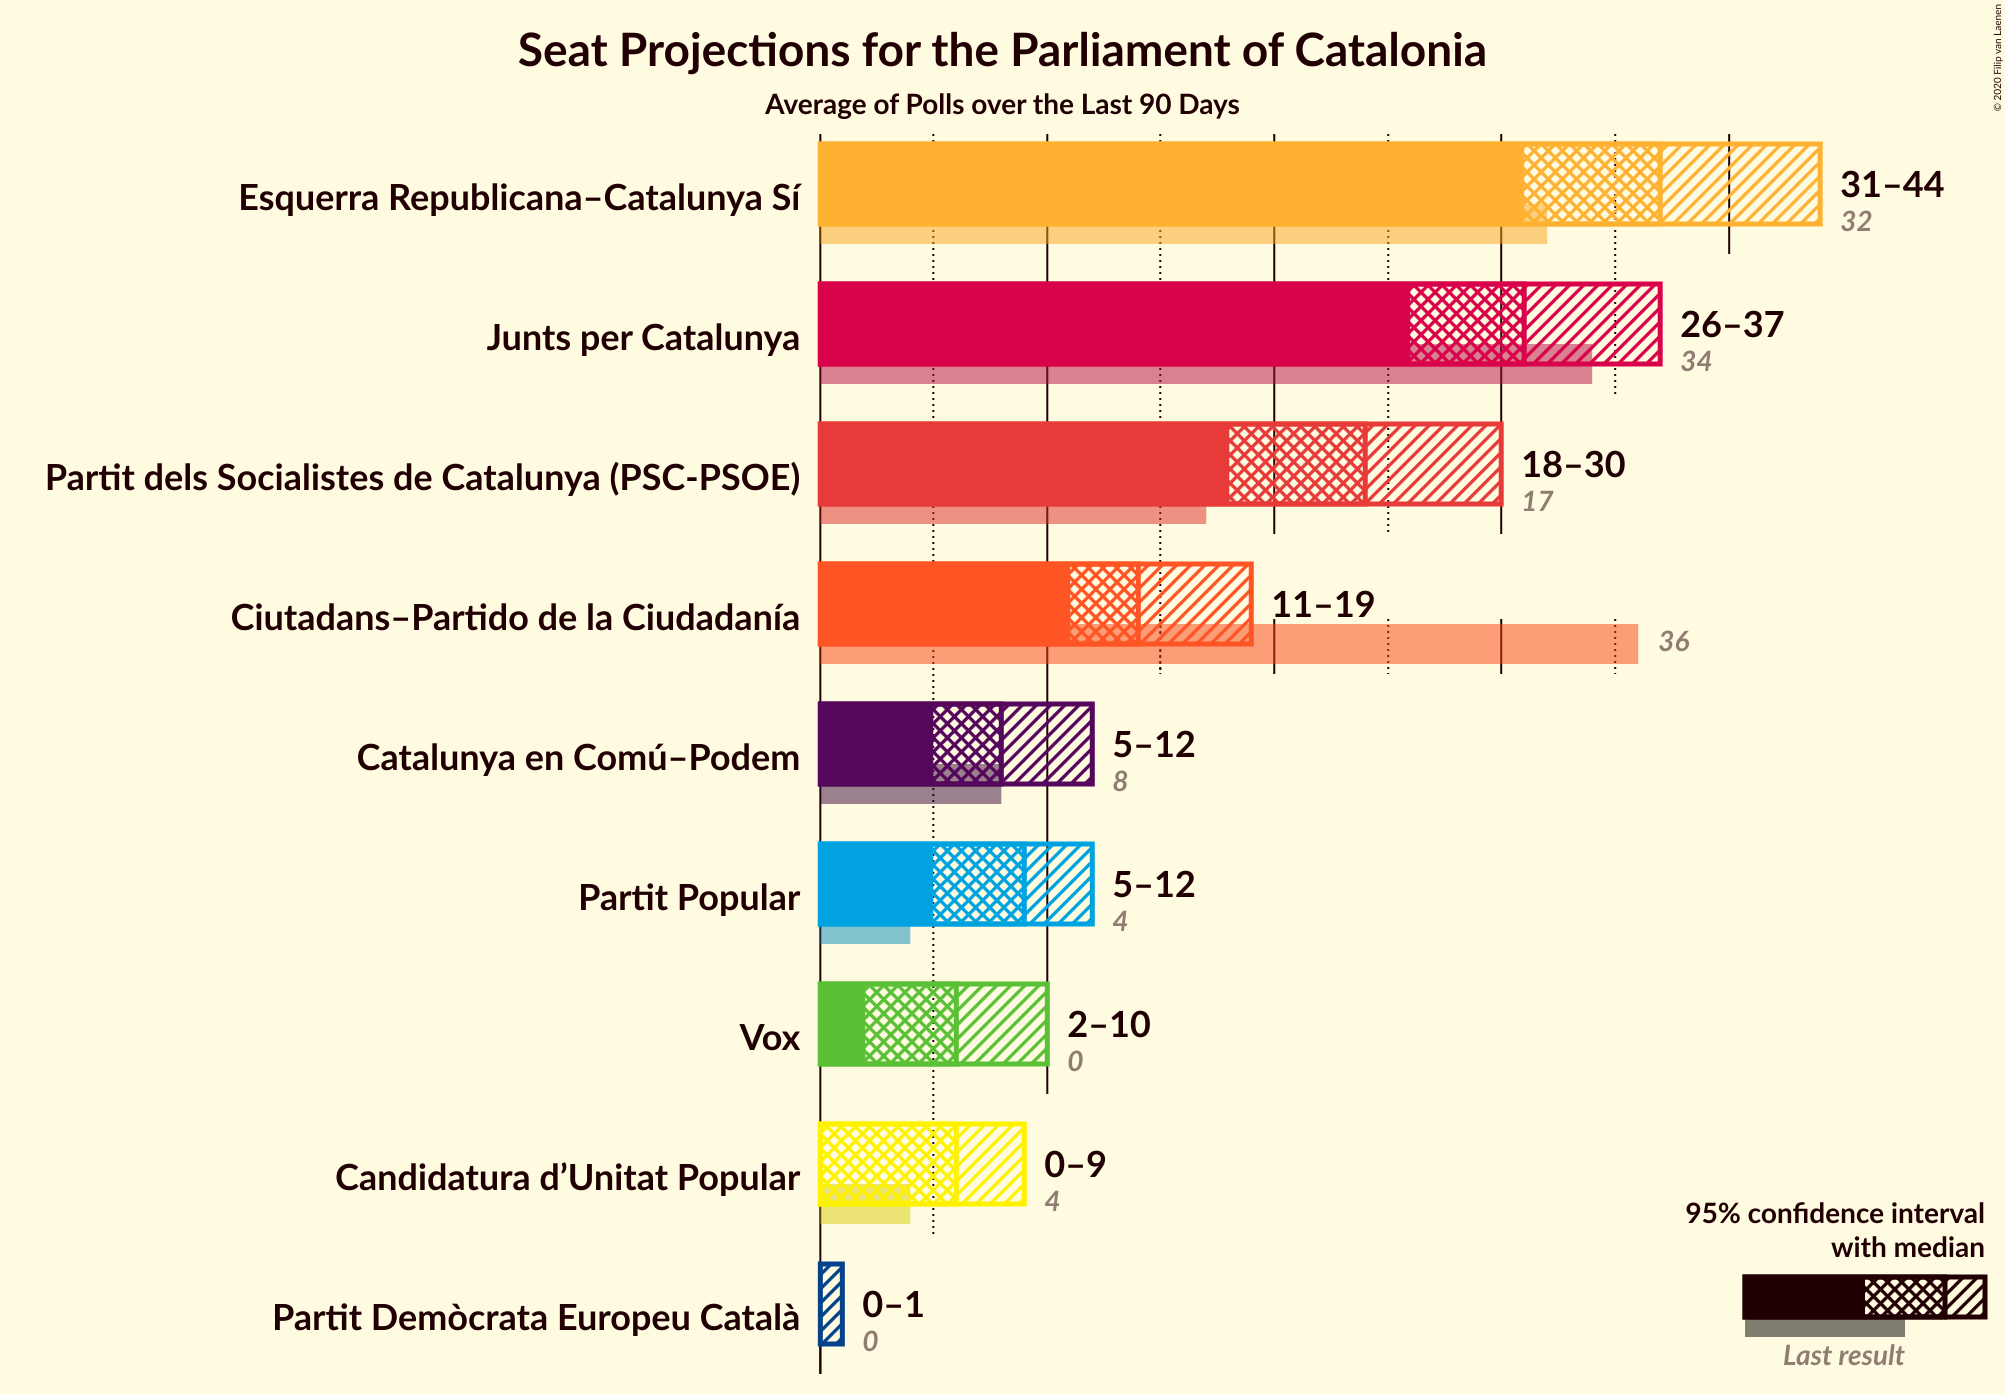 Seat Projections for the Parliament of Catalonia
Average of Polls over the Last 90 Days
© 2020 Filip van Laenen
Esquerra Republicana–Catalunya Sí
31–44
32
Junts per Catalunya
26–37
34
Partit dels Socialistes de Catalunya (PSC-PSOE)
18–30
17
Ciutadans–Partido de la Ciudadanía
11–19
36
Catalunya en Comú–Podem
5–12
8
Partit Popular
5–12
4
Vox
2–10
0
Candidatura d’Unitat Popular
0–9
4
Partit Demòcrata Europeu Català
0–1
0
95% confidence interval
with median
Last result